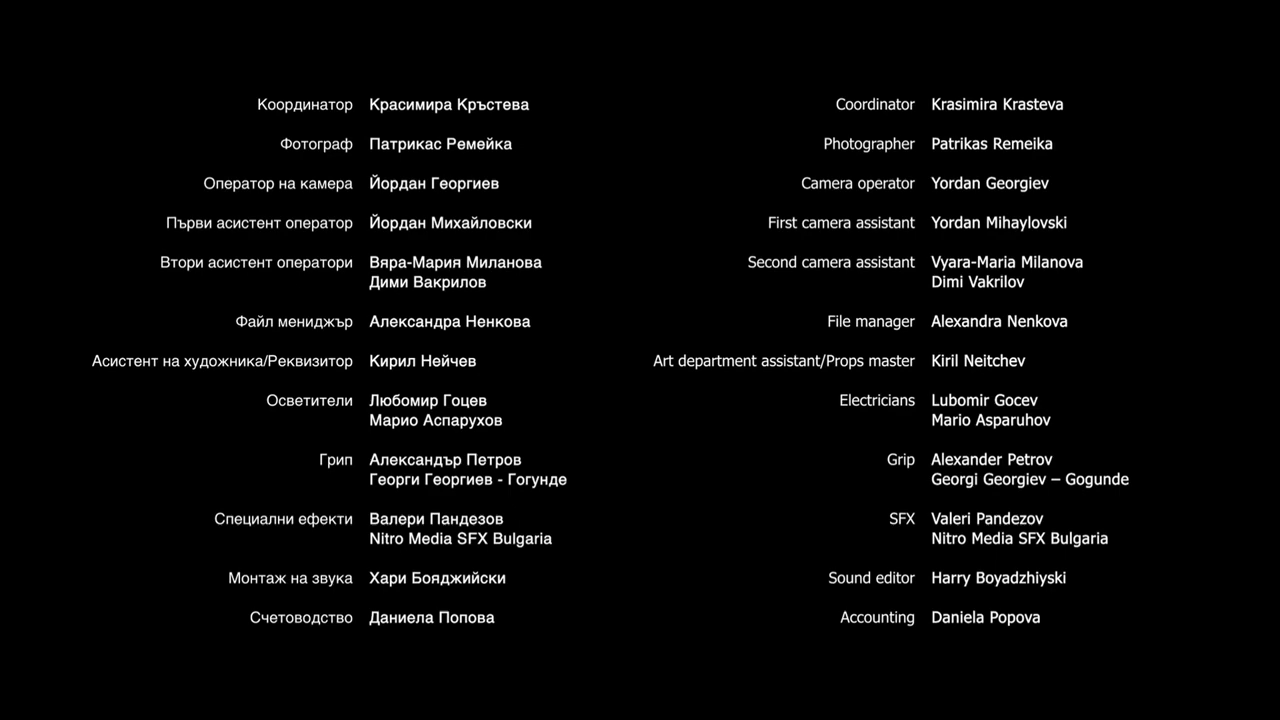 Координатор Красимира Кръстева
Фотограф Патрикас Ремейка
Оператор на камера Йордан Георгиев
Първи асистент оператор Йордан Михайловски
Втори асистент оператори Вяра-Мария Миланова
Дими Вакрилов
Файл мениджър Александра Ненкова
Асистент на художника/Реквизитор Кирил Нейчев
Осветители Любомир Гоцев
Марио Аспарухов
Грип Александър Петров
Георги Георгиев - Гогунде
Специални ефекти Валери Пандезов
Nitro Media SFX Bulgaria
Монтаж на звука Хари Бояджийски
Счетоводство Даниела Попова
Coordinator Krasimira Krasteva
Photographer Patrikas Remeika
Camera operator Yordan Georgiev
First camera assistant Yordan Mihaylovski
Second camera assistant Vyara-Maria Milanova
Dimi Vakrilov
File manager Alexandra Nenkova
Art department assistant/Props master Kiril Neitchev
Electricians Lubomir Gocev
Mario Asparuhov
Grip Alexander Petrov
Georgi Georgiev – Gogunde
SFX Valeri Pandezov
Nitro Media SFX Bulgaria
Sound editor Harry Boyadzhiyski
Accounting Daniela Popova